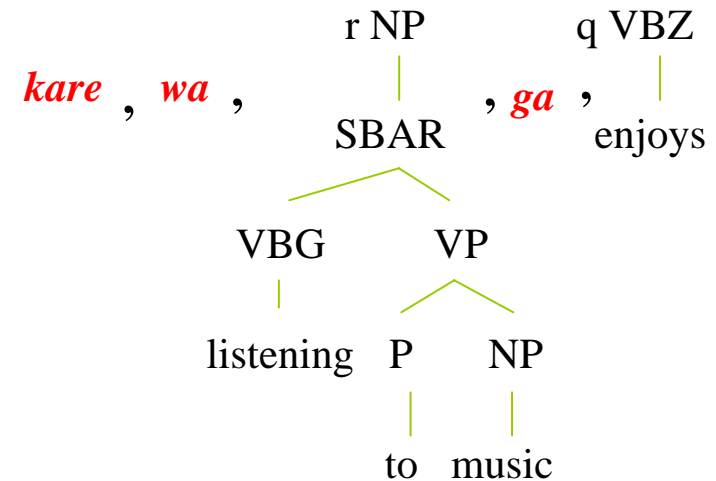 r NP q VBZ
kare , wa , , ga ,
SBAR enjoys
VBG VP
listening P NP
to music